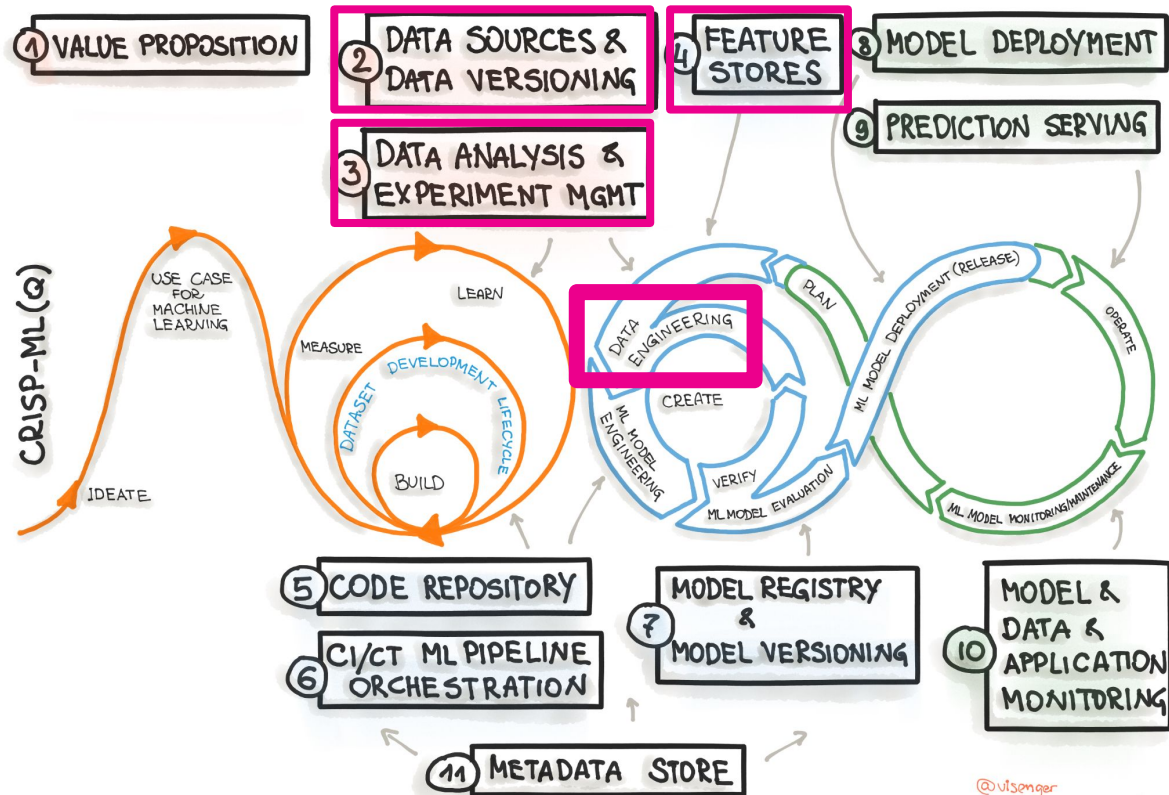 1 VALUE PROPOSITION
2 DATA SOURCES &
DATA VERSIONING
3 DATA ANALYSIS &
EXPERIMENT MGMT
4 FEATURE
STORES
8 MODEL DEPLOYMENT
9 PREDICTION SERVING
CRISP-ML(Q)
IDEATE
USE CASE
FOR
MACHINE
LEARNING
MEASURE
LEARN
DATASET DEVELOPMENT LIFECYCLE
BUILD
DATA
ENGINEERING
CREATE
ML MODEL
ENGINEERING
VERIFY
ML MODEL EVALUATION
PLAN
ML MODEL DEPLOYMENT (RELEASE)
OPERATE
ML MODEL MONITORING/MAINTENANCE
5 CODE REPOSITORY
6 CI/CT ML PIPELINE
ORCHESTRATION
7 MODEL REGISTRY
&
MODEL VERSIONING
10 MODEL &
DATA &
APPLICATION
MONITORING
11 METADATA STORE
@visenger